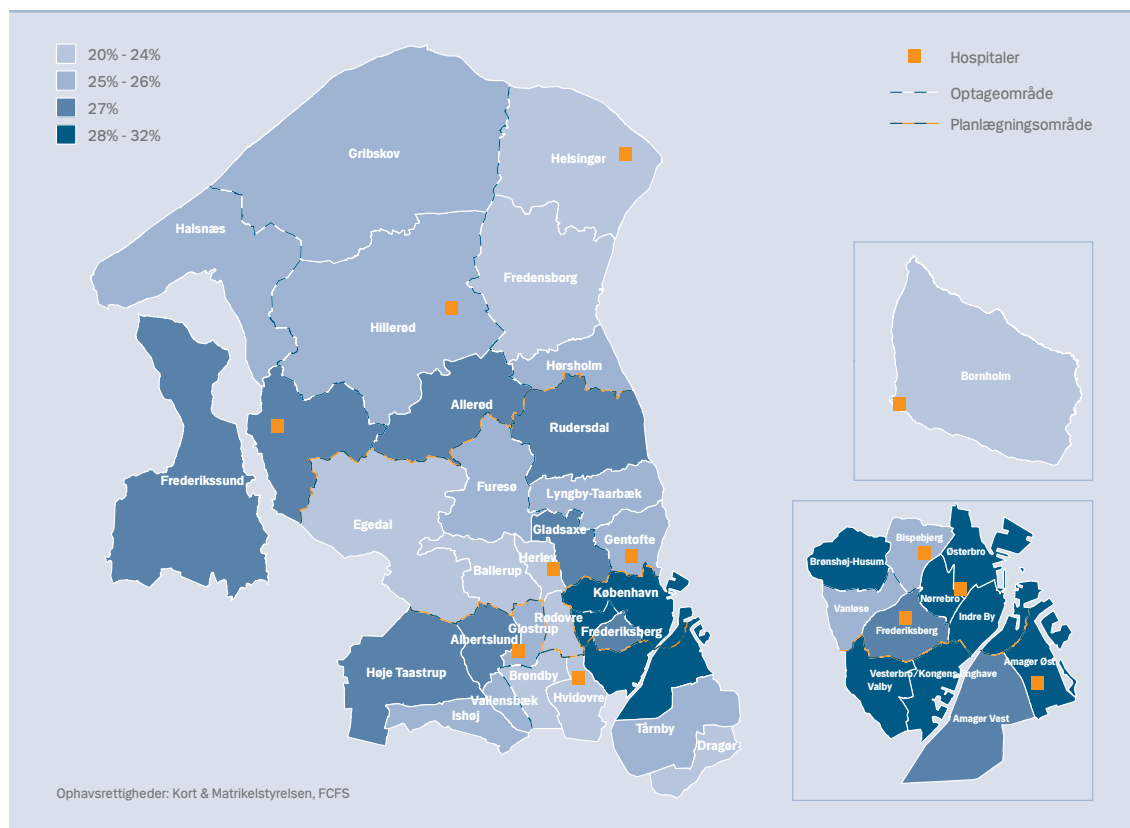 20% - 24%
25% - 26%
27%
28% - 32%
Hospitaler
Optageområde
Planlægningsområde
Gribskov
Helsingør
Halsnæs
Fredensborg
Hillerød
Hørsholm
Allerød
Rudersdal
Frederikssund
Furesø
Lyngby-Taarbæk
Egedal
Gladsaxe
Gentofte
Herlev
Ballerup
København
Rødovre
Glostrup
Frederiksberg
Albertslund
Høje Taastrup
Brøndby
Vallensbæk
Hvidovre
Ishøj
Tårnby
Dragør
Bornholm
Bispebjerg
Østerbro
Brønshøj-Husum
Nørrebro
Vanløse
Indre By
Frederiksberg
Amager Øst
Vesterbro/Kongens Enghave
Valby
Amager Vest
Ophavsrettigheder: Kort & Matrikelstyrelsen, FCFS